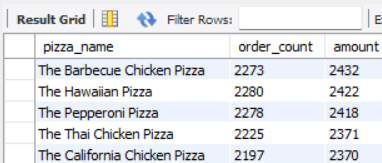 Result Grid Filter Rows:
pizza_name order_count amount
The Barbecue Chicken Pizza 2273 2432
The Hawaiian Pizza 2280 2422
The Pepperoni Pizza 2278 2418
The Thai Chicken Pizza 2225 2371
The California Chicken Pizza 2197 2370